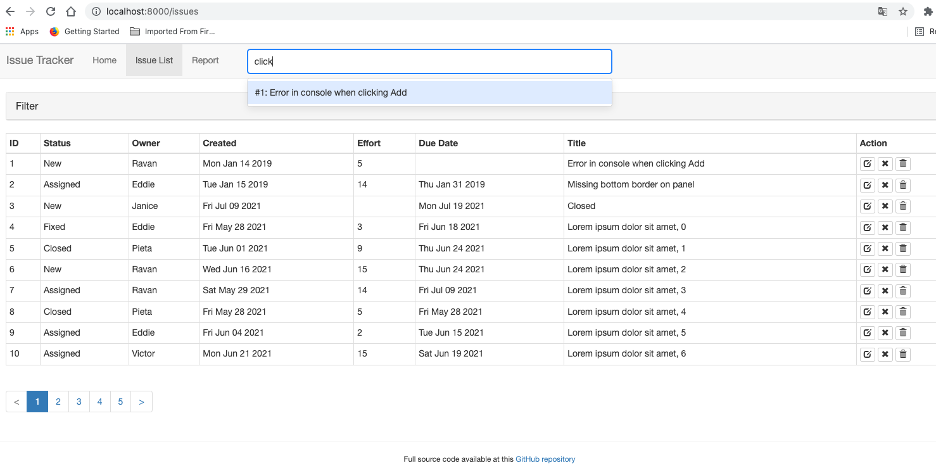 localhost:8000/issues
Apps Getting Started Imported From Fir... Re
Issue Tracker Home Issue List Report click
#1: Error in console when clicking Add
Filter
ID Status Owner Created Effort Due Date Title Action
1 New Ravan Mon Jan 14 2019 5 Error in console when clicking Add
2 Assigned Eddie Tue Jan 15 2019 14 Thu Jan 31 2019 Missing bottom border on panel
3 New Janice Fri Jul 09 2021 Mon Jul 19 2021 Closed
4 Fixed Eddie Fri May 28 2021 3 Fri Jun 18 2021 Lorem ipsum dolor sit amet, 0
5 Closed Pieta Tue Jun 01 2021 9 Thu Jun 24 2021 Lorem ipsum dolor sit amet, 1
6 New Ravan Wed Jun 16 2021 15 Thu Jun 24 2021 Lorem ipsum dolor sit amet, 2
7 Assigned Ravan Sat May 29 2021 14 Fri Jul 09 2021 Lorem ipsum dolor sit amet, 3
8 Closed Pieta Fri May 28 2021 5 Fri May 28 2021 Lorem ipsum dolor sit amet, 4
9 Assigned Eddie Fri Jun 04 2021 2 Tue Jun 15 2021 Lorem ipsum dolor sit amet, 5
10 Assigned Victor Mon Jun 21 2021 15 Sat Jun 19 2021 Lorem ipsum dolor sit amet, 6
< 1 2 3 4 5 >
Full source code available at this GitHub repository